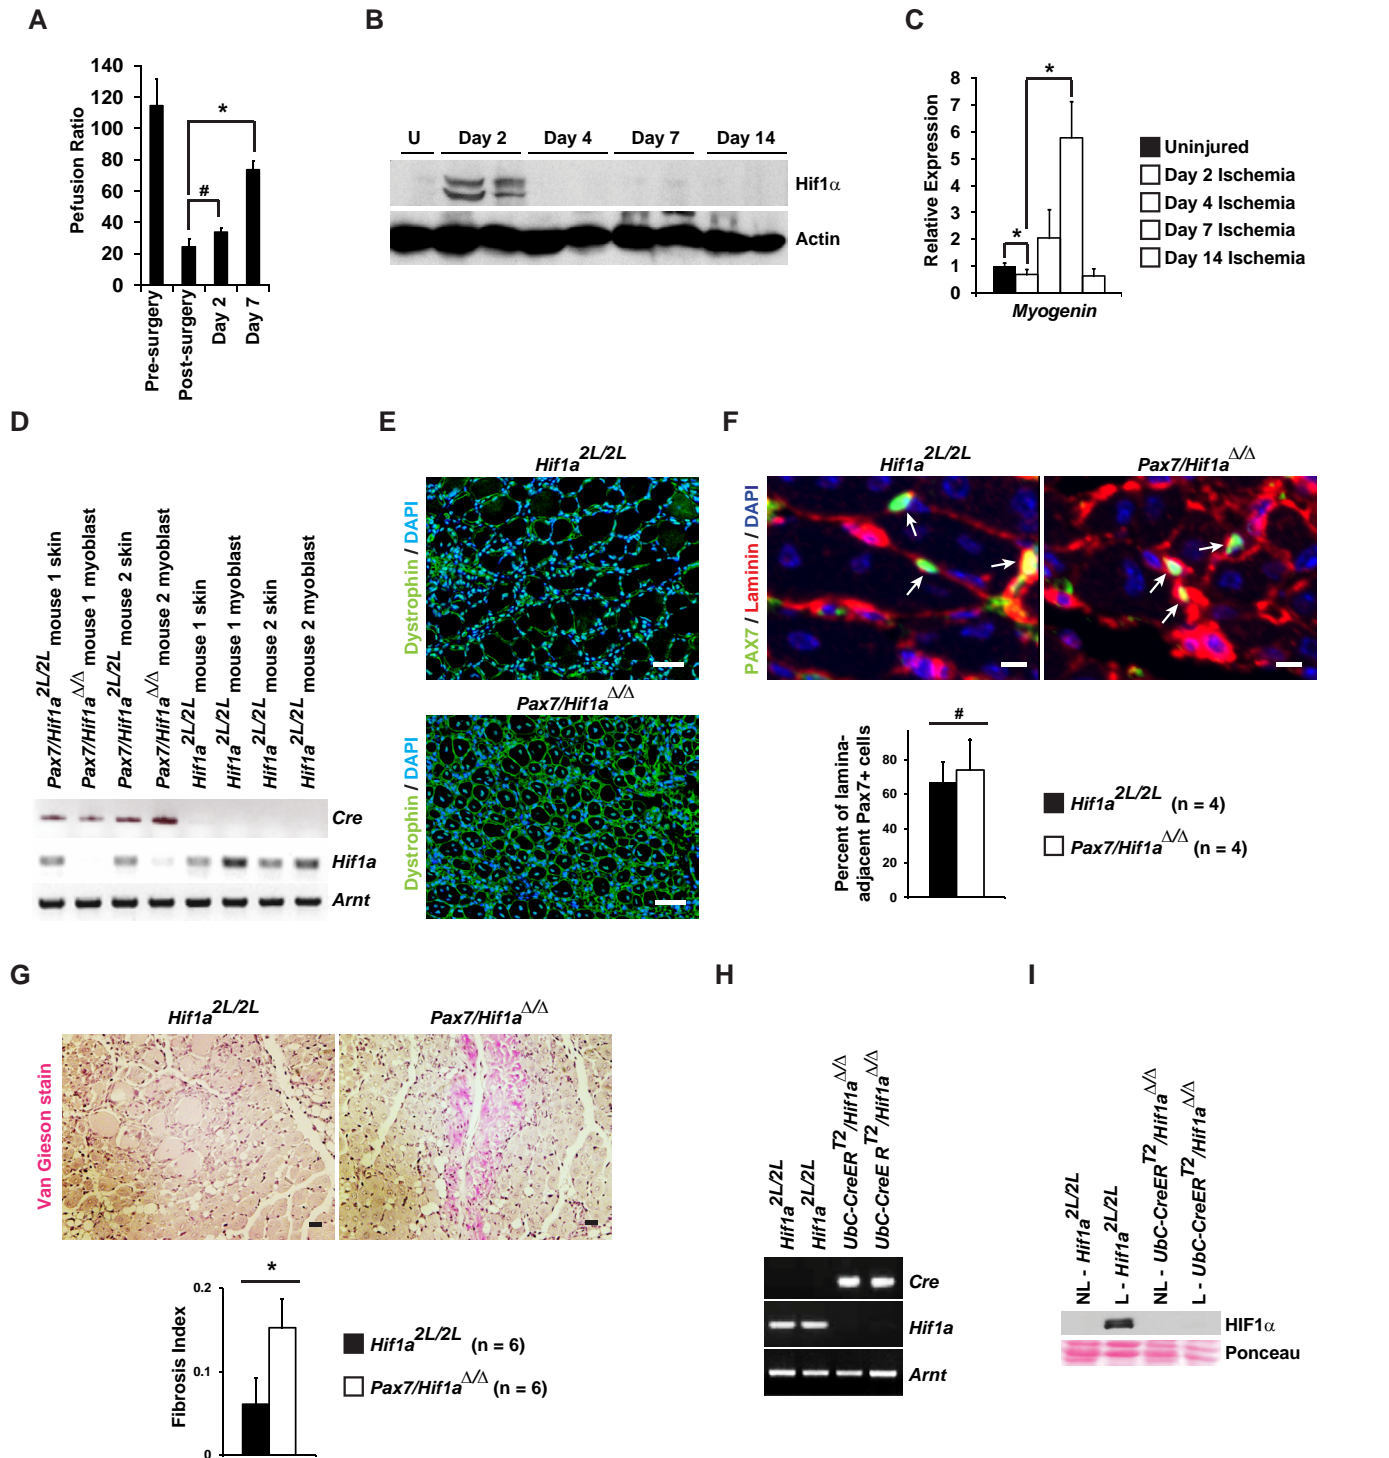 A
140
120
100
80
60
40
20
0
Pefusion Ratio
*
#
Pre-surgery
Post-surgery
Day 2
Day 7
B
U Day 2 Day 4 Day 7 Day 14
Hif1α
Actin
C
8
7
6
5
4
3
2
1
0
Relative Expression
*
*
Myogenin
Uninjured
Day 2 Ischemia
Day 4 Ischemia
Day 7 Ischemia
Day 14 Ischemia
D
Pax7/Hif1a2L/2L mouse 1 skin
Pax7/Hif1aΔ/Δ mouse 1 myoblast
Pax7/Hif1a2L/2L mouse 2 skin
Pax7/Hif1aΔ/Δ mouse 2 myoblast
Hif1a2L/2L mouse 1 skin
Hif1a2L/2L mouse 1 myoblast
Hif1a2L/2L mouse 2 skin
Hif1a2L/2L mouse 2 myoblast
Cre
Hif1a
Arnt
E
Hif1a2L/2L
Dystrophin / DAPI
Pax7/Hif1aΔ/Δ
Dystrophin / DAPI
F
Hif1a2L/2L
Pax7/Hif1aΔ/Δ
PAX7 / Laminin / DAPI
Percent of lamina-
adjacent Pax7+ cells
80
60
40
20
0
#
Hif1a2L/2L (n = 4)
Pax7/Hif1aΔ/Δ (n = 4)
G
Hif1a2L/2L
Pax7/Hif1aΔ/Δ
Van Gieson stain
Fibrosis Index
0.2
0.1
0
*
Hif1a2L/2L (n = 6)
Pax7/Hif1aΔ/Δ (n = 6)
H
Hif1a2L/2L
Hif1a2L/2L
UbC-CreERT2/Hif1aΔ/Δ
UbC-CreE RT2/Hif1aΔ/Δ
Cre
Hif1a
Arnt
I
NL - Hif1a2L/2L
L - Hif1a2L/2L
NL - UbC-CreERT2/Hif1aΔ/Δ
L - UbC-CreERT2/Hif1aΔ/Δ
HIF1α
Ponceau